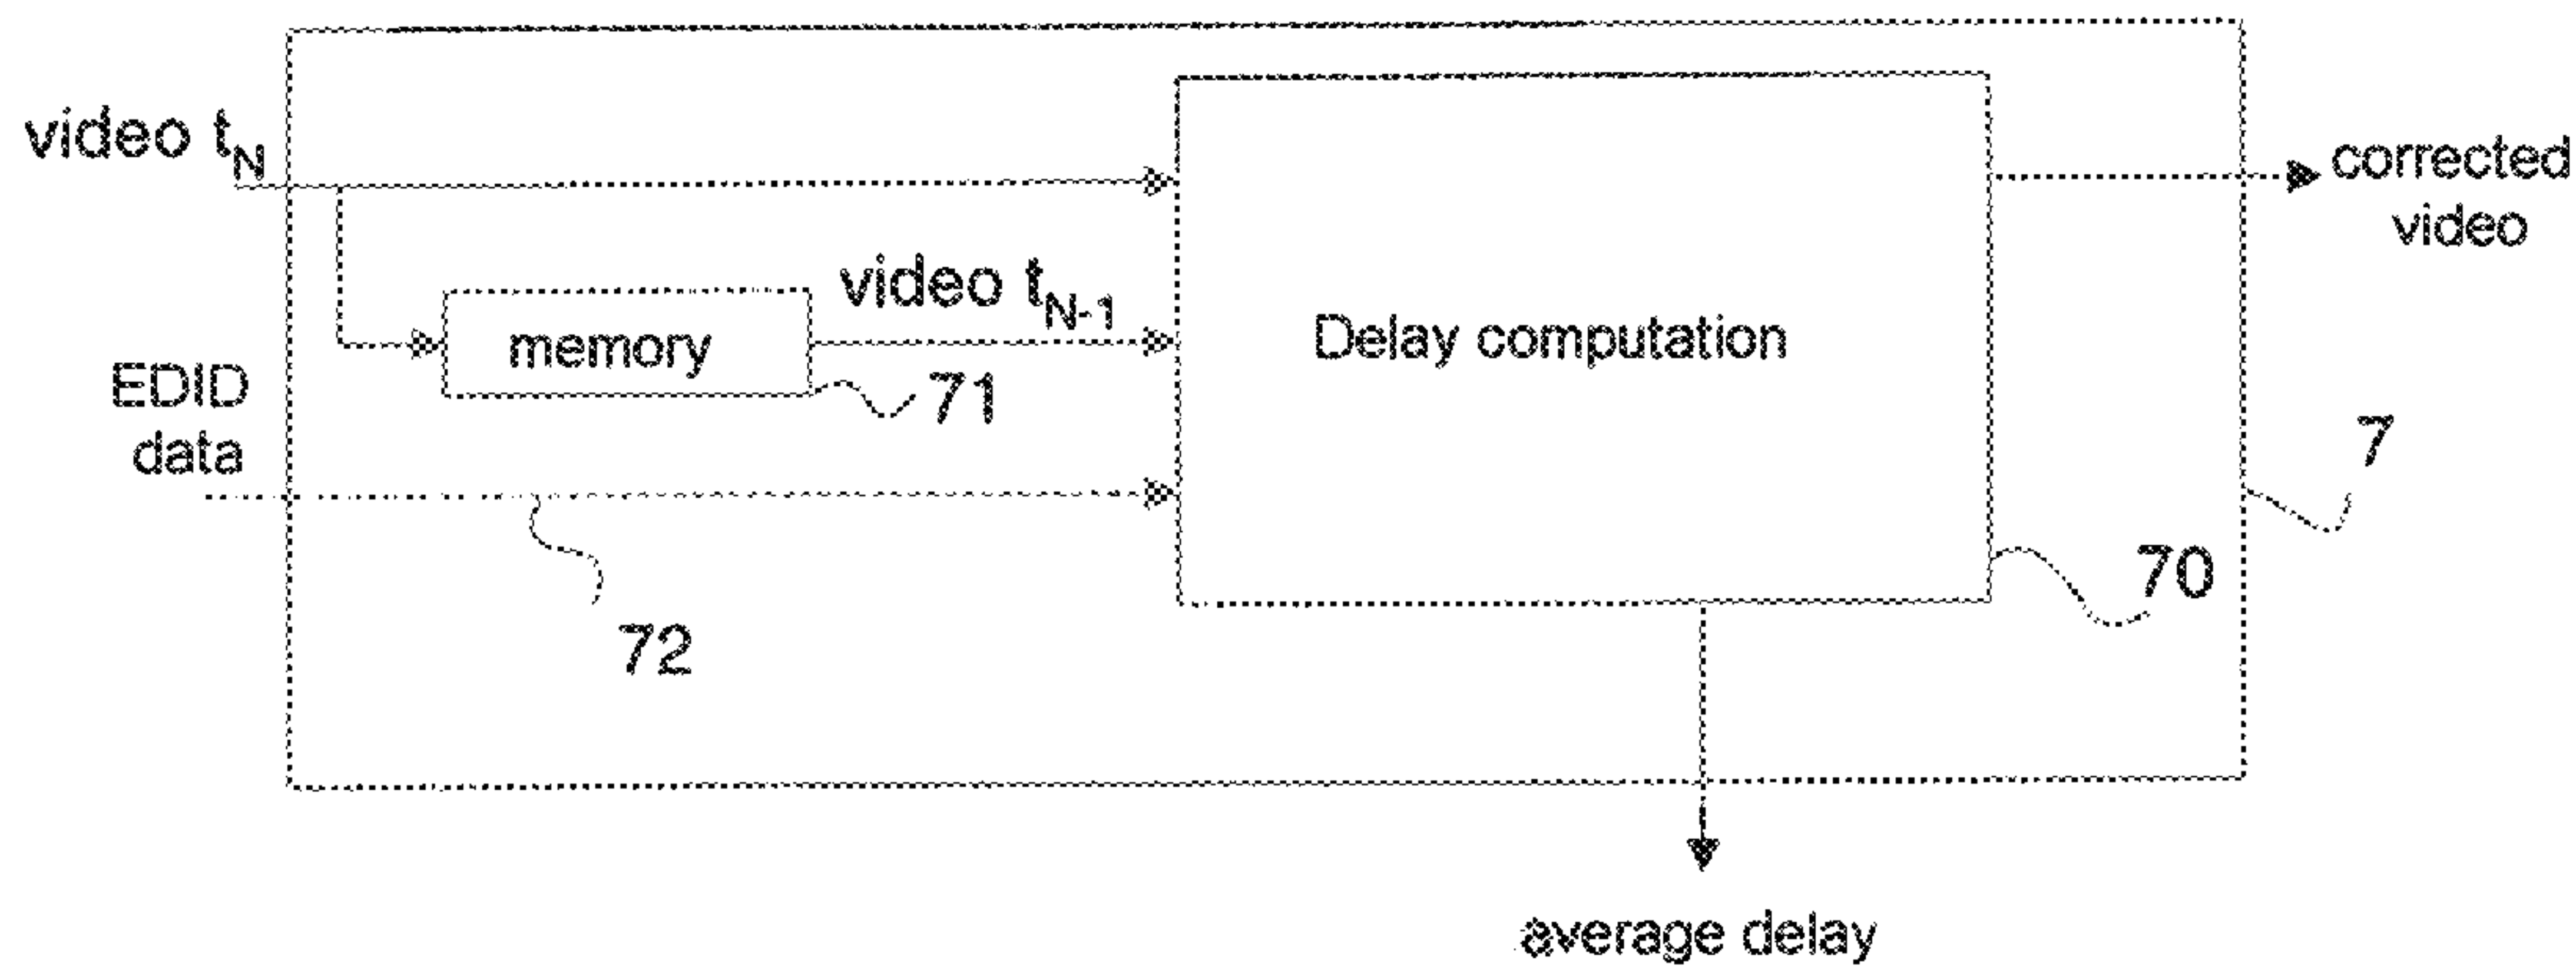 video tN
corrected
video
video tN-1
memory
Delay computation
EDID
data
71
7
70
72
average delay